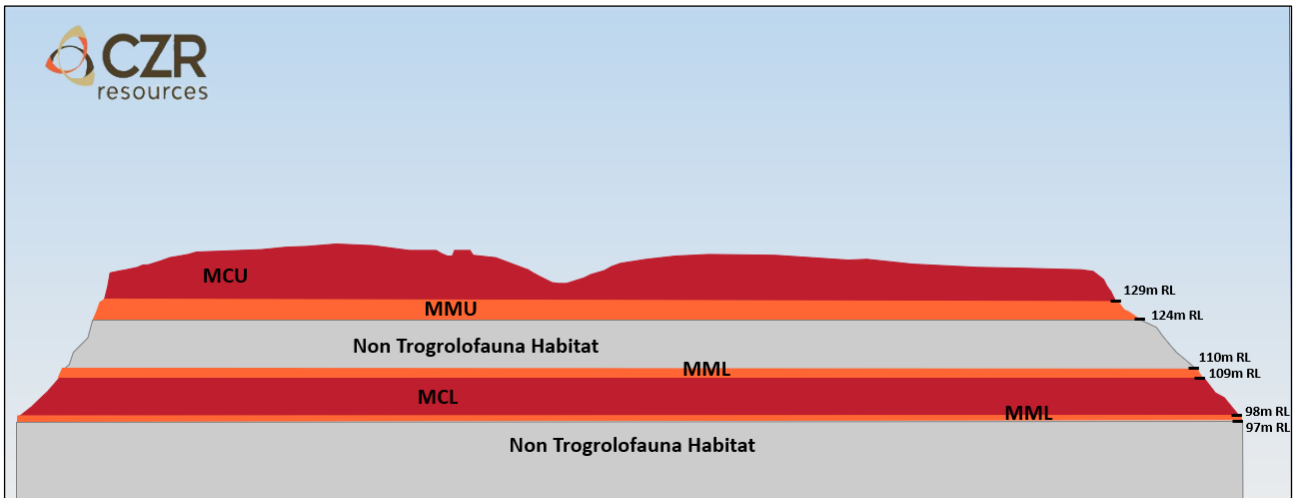 CZR
resources
MCU
129m RL
MMU
124m RL
Non Trogrolofauna Habitat
110m RL
MML
109m RL
MCL
98m RL
MML
97m RL
Non Trogrolofauna Habitat